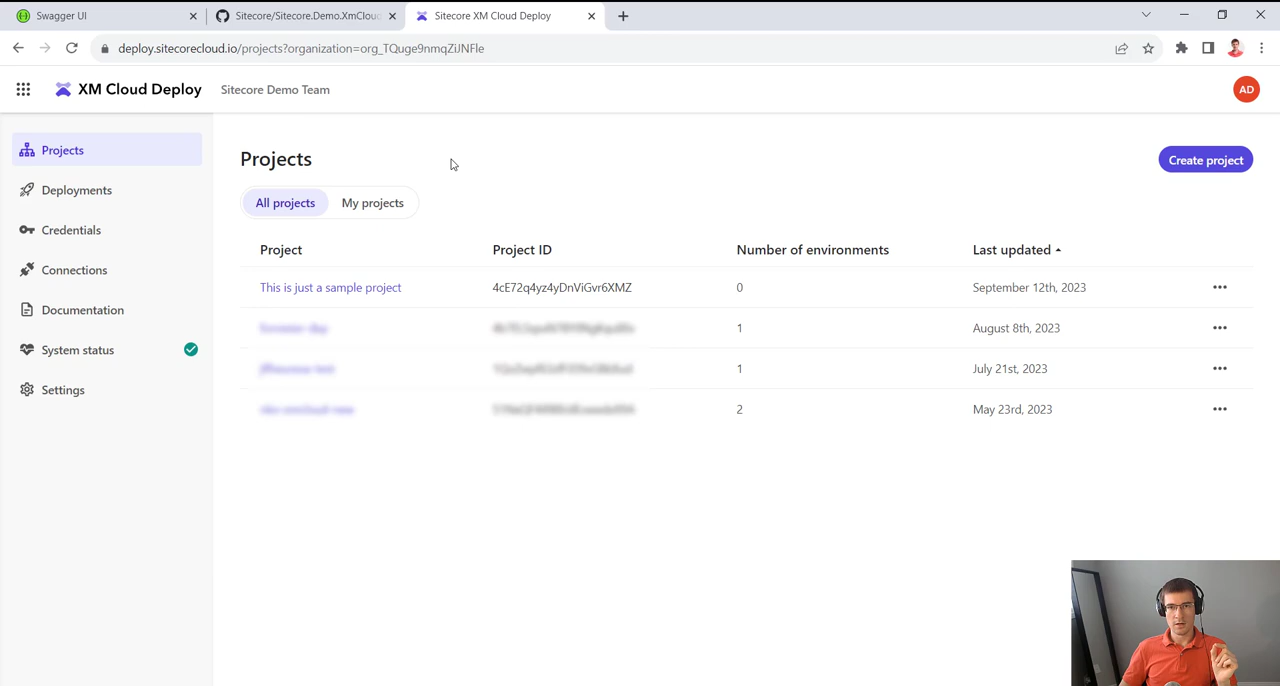 Swagger UI
Sitecore/Sitecore.Demo.XmCloud
Sitecore XM Cloud Deploy
deploy.sitecorecloud.io/projects?organization=org_TQuge9nmqZiJNFle
XM Cloud Deploy
Sitecore Demo Team
AD
Projects
Deployments
Credentials
Connections
Documentation
System status
Settings
Projects
Create project
All projects
My projects
Project
Project ID
Number of environments
Last updated
This is just a sample project
4cE72q4yz4yDnViGvr6XMZ
0
September 12th, 2023
1
August 8th, 2023
1
July 21st, 2023
2
May 23rd, 2023